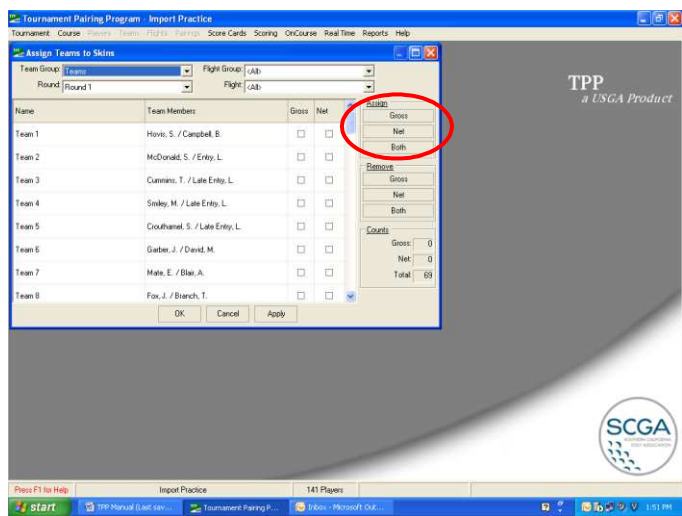 Tournament Pairing Program - Import Practice
Tournament Course Players Teams Flights Pairings Score Cards Scoring OnCourse Real Time Reports Help
Assign Teams to Skins
Team Group: Teams Flight Group: <All>
Round: Round 1 Flight: <All>
Name Team Members Gross Net
Team 1 Hovis, S. / Campbell, B.
Team 2 McDonald, S. / Entry, L.
Team 3 Cummins, T. / Late Entry, L.
Team 4 Smiley, M. / Late Entry, L.
Team 5 Crouthamel, S. / Late Entry, L.
Team 6 Garber, J. / David, M.
Team 7 Mate, E. / Blair, A.
Team 8 Fox, J. / Branch, T.
Assign
Gross
Net
Both
Remove
Gross
Net
Both
Counts
Gross: 0
Net: 0
Total: 69
OK Cancel Apply
TPP
a USGA Product
SCGA
SOUTHERN CALIFORNIA
GOLF ASSOCIATION
Press F1 for Help Import Practice 141 Players
start TPP Manual (Last sav... Tournament Pairing P... Inbox - Microsoft Out... 1:51 PM